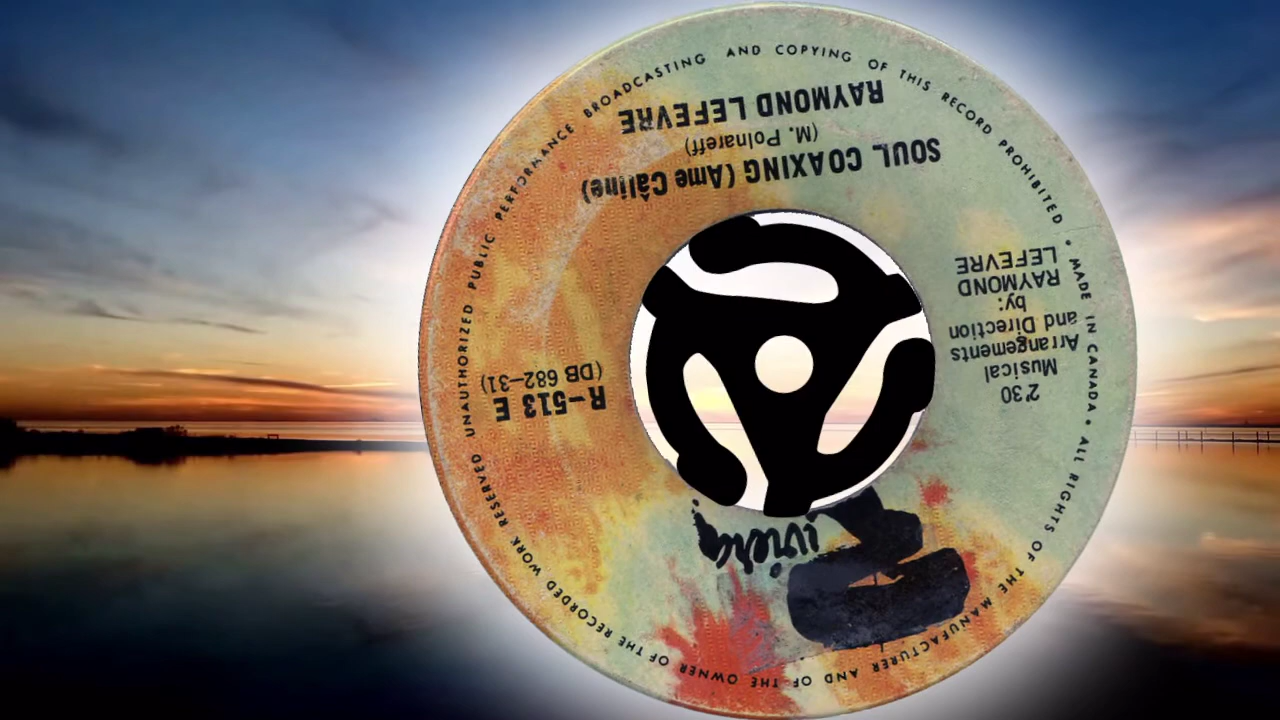 Riviera
R-513 E
(DB 682-31)
2'30
Musical
Arrangements
and Direction
by:
RAYMOND
LEFEVRE
SOUL COAXING (Ame Câline)
(M. Polnareff)
RAYMOND LEFEVRE
MADE IN CANADA • ALL RIGHTS OF THE MANUFACTURER AND OF THE OWNER OF THE RECORDED WORK RESERVED UNAUTHORIZED PUBLIC PERFORMANCE BROADCASTING AND COPYING OF THIS RECORD PROHIBITED •